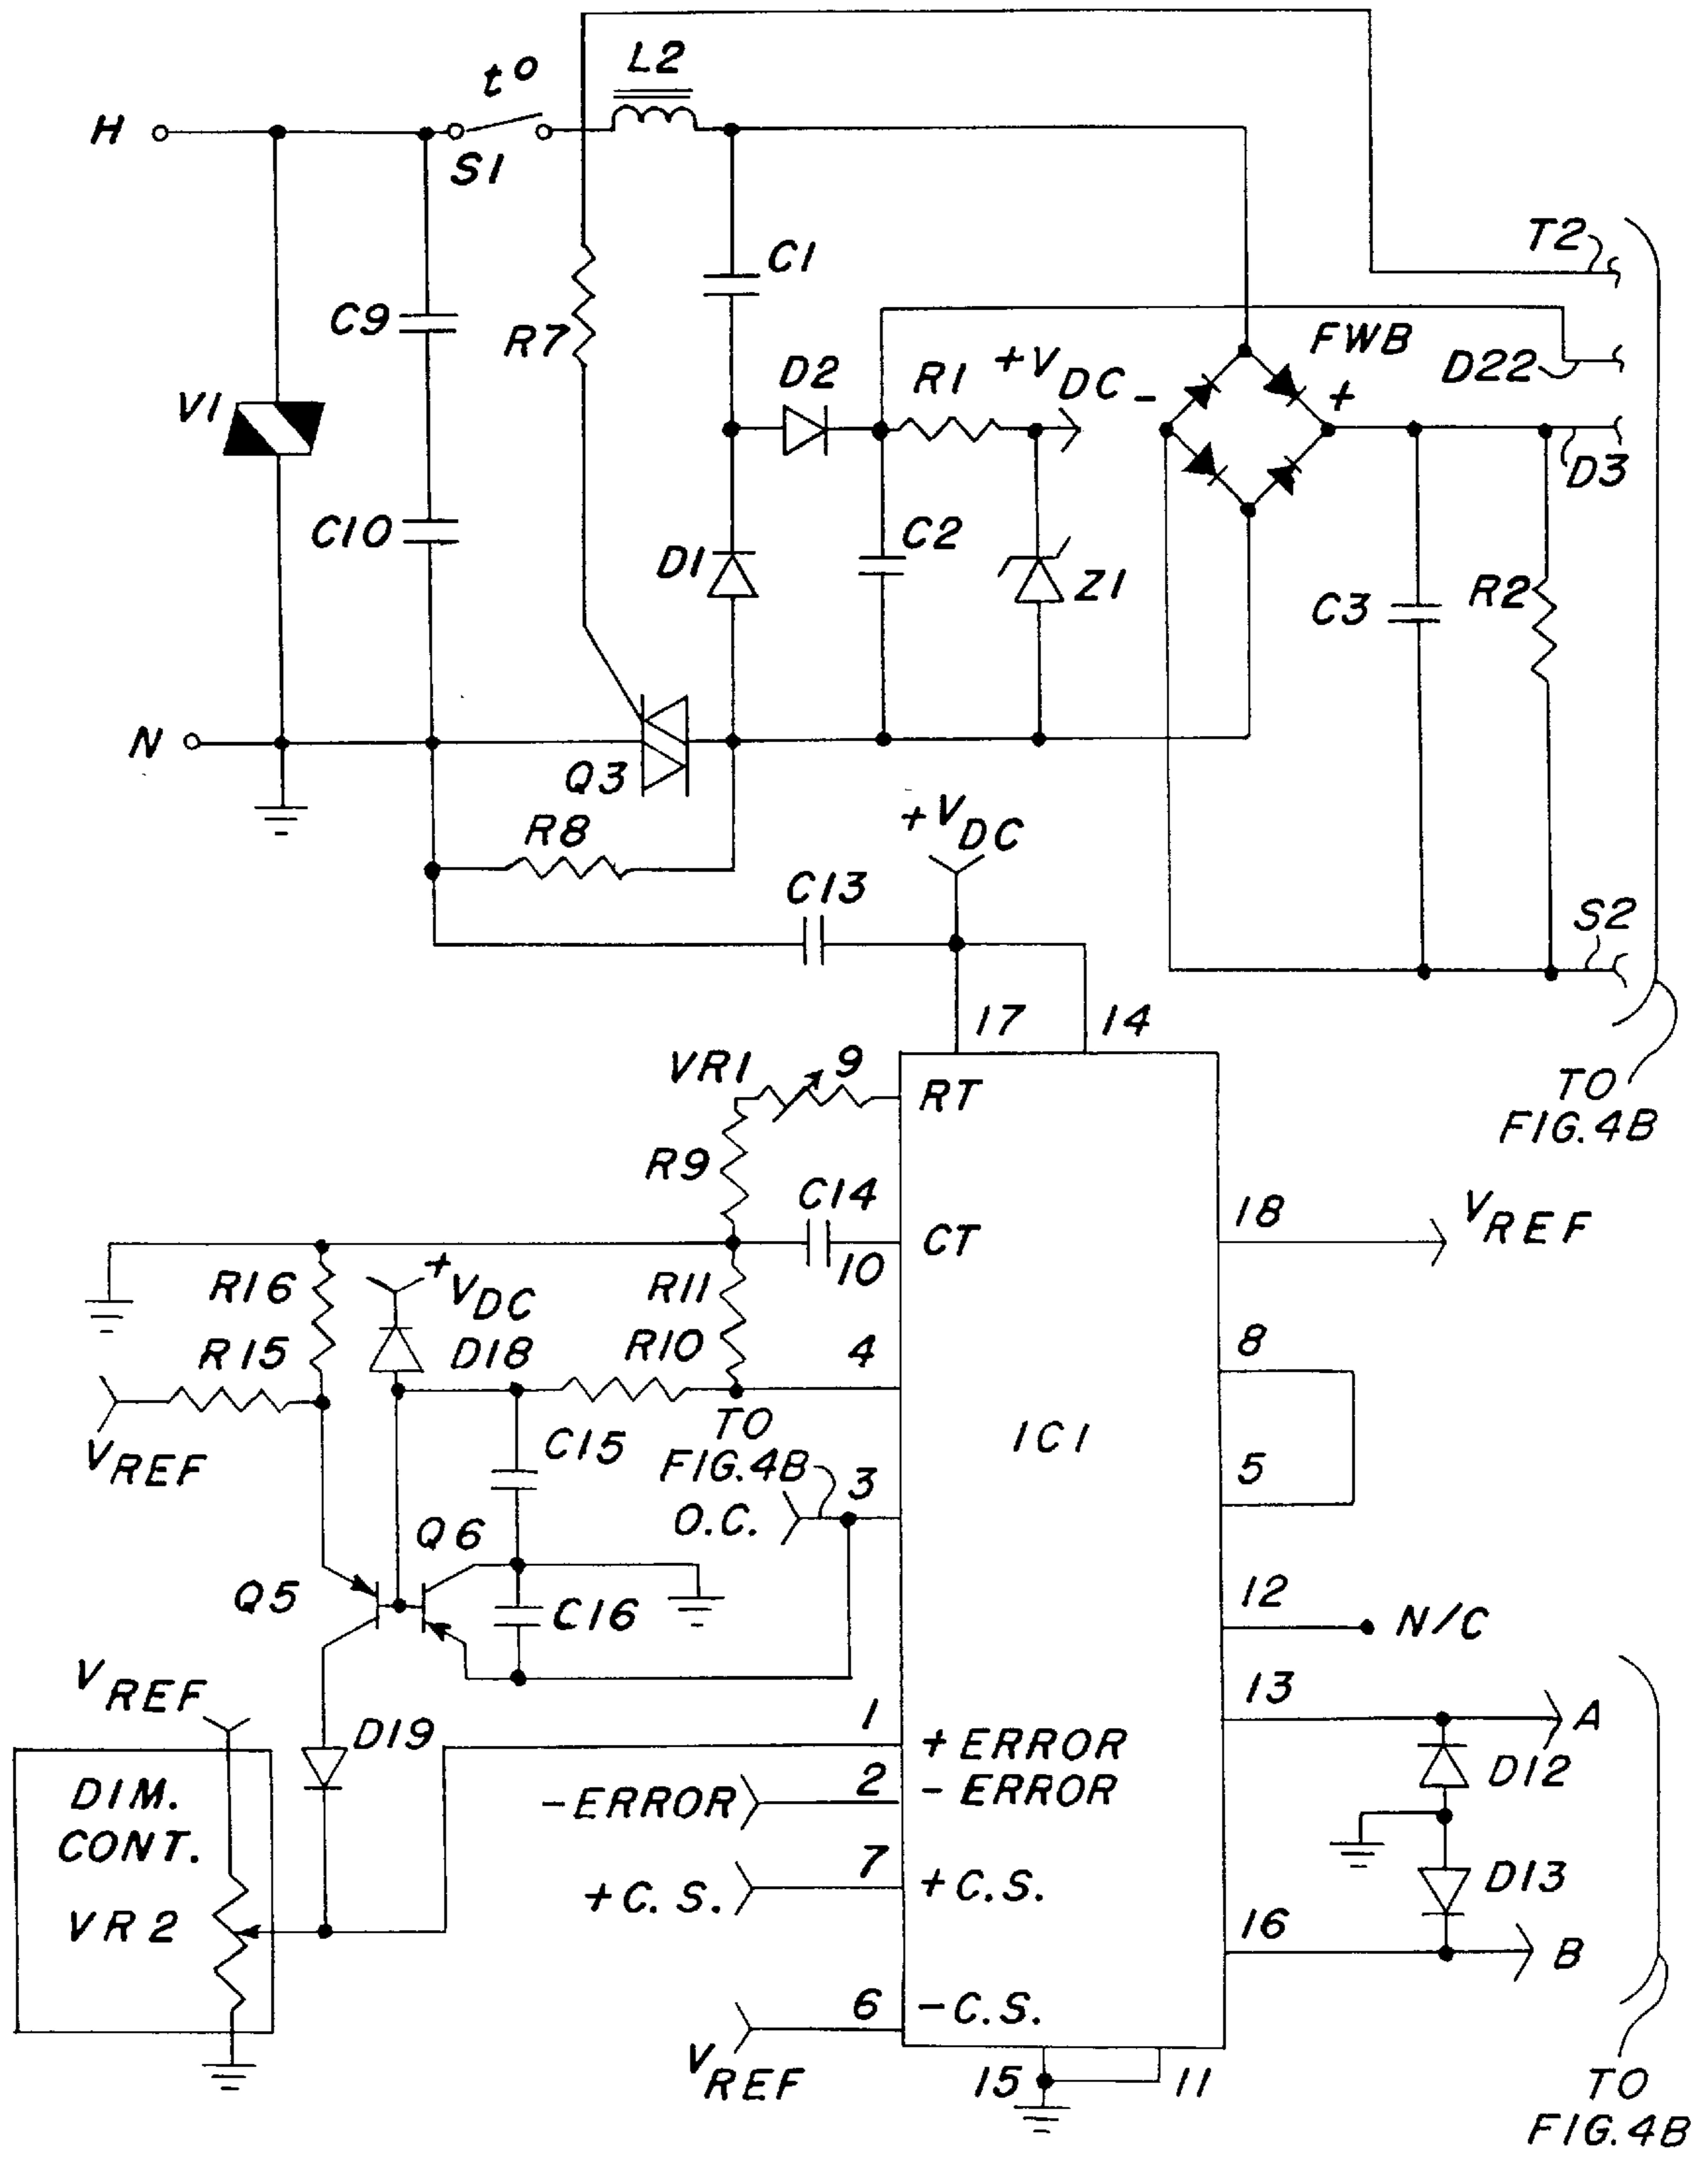 t°
L2
H
S1
T2
C1
C9
R7
FWB
D2
R1
+VDC
-
+
D22
V1
D3
C10
C2
D1
Z1
C3
R2
N
Q3
R8
+VDC
C13
S2
17
14
VR1
9
RT
TO
FIG.4B
R9
C14
18
VREF
CT
10
R16
+VDC
R11
R15
D18
R10
4
8
VREF
C15
TO
FIG.4B
3
IC1
5
O.C.
Q6
Q5
C16
12
N/C
VREF
1
13
A
D19
+ERROR
D12
DIM.
CONT.
-ERROR
2
-ERROR
VR2
+C.S.
7
+C.S.
D13
16
B
6
-C.S.
VREF
15
11
TO
FIG.4B